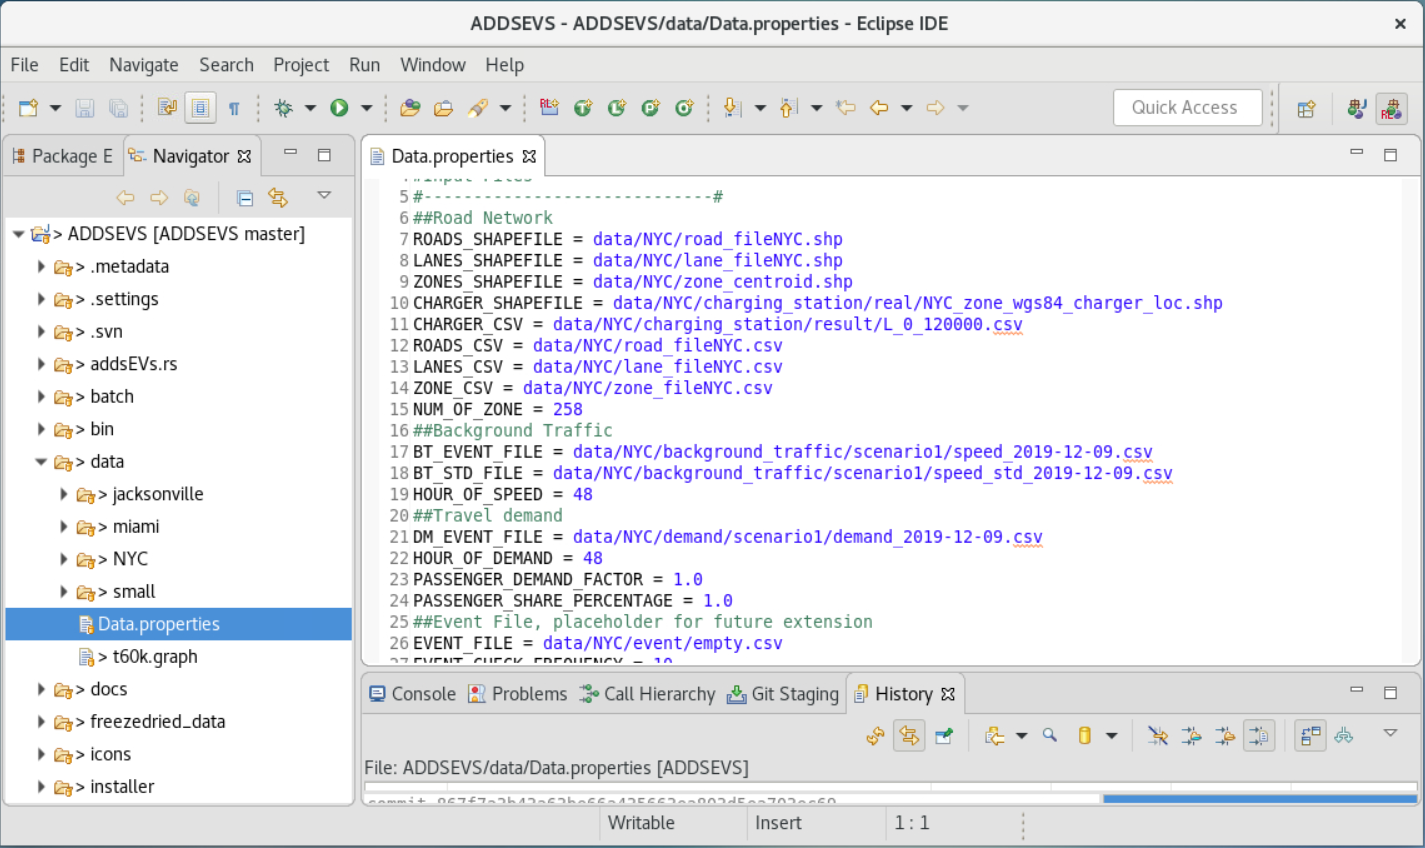 ADDSEVS - ADDSEVS/data/Data.properties - Eclipse IDE
File Edit Navigate Search Project Run Window Help
Quick Access
Package E Navigator
> ADDSEVS [ADDSEVS master]
> .metadata
> .settings
> .svn
> addsEVs.rs
> batch
> bin
> data
> jacksonville
> miami
> NYC
> small
Data.properties
> t60k.graph
> docs
> freezedried_data
> icons
> installer
Data.properties
#Input Files
5 #-----------------------------#
6 ##Road Network
7 ROADS_SHAPEFILE = data/NYC/road_fileNYC.shp
8 LANES_SHAPEFILE = data/NYC/lane_fileNYC.shp
9 ZONES_SHAPEFILE = data/NYC/zone_centroid.shp
10 CHARGER_SHAPEFILE = data/NYC/charging_station/real/NYC_zone_wgs84_charger_loc.shp
11 CHARGER_CSV = data/NYC/charging_station/result/L_0_120000.csv
12 ROADS_CSV = data/NYC/road_fileNYC.csv
13 LANES_CSV = data/NYC/lane_fileNYC.csv
14 ZONE_CSV = data/NYC/zone_fileNYC.csv
15 NUM_OF_ZONE = 258
16 ##Background Traffic
17 BT_EVENT_FILE = data/NYC/background_traffic/scenario1/speed_2019-12-09.csv
18 BT_STD_FILE = data/NYC/background_traffic/scenario1/speed_std_2019-12-09.csv
19 HOUR_OF_SPEED = 48
20 ##Travel demand
21 DM_EVENT_FILE = data/NYC/demand/scenario1/demand_2019-12-09.csv
22 HOUR_OF_DEMAND = 48
23 PASSENGER_DEMAND_FACTOR = 1.0
24 PASSENGER_SHARE_PERCENTAGE = 1.0
25 ##Event File, placeholder for future extension
26 EVENT_FILE = data/NYC/event/empty.csv
27 EVENT_CHECK_FREQUENCY = 10
Console Problems Call Hierarchy Git Staging History
File: ADDSEVS/data/Data.properties [ADDSEVS]
commit
Writable Insert 1 : 1